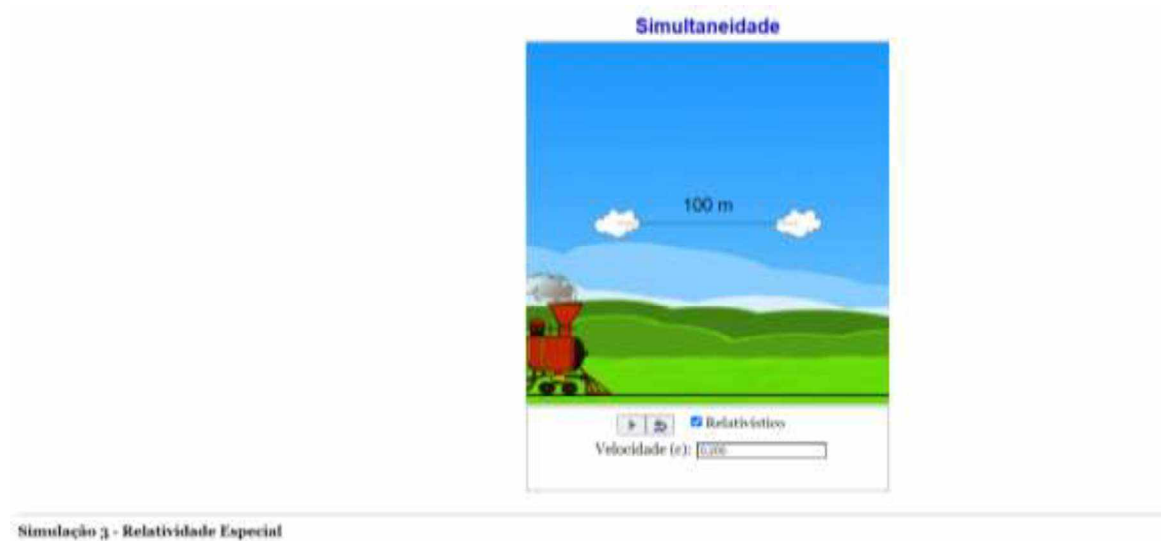 Simultaneidade
100 m
Relativístico
Velocidade (c):
Simulação 3 - Relatividade Especial